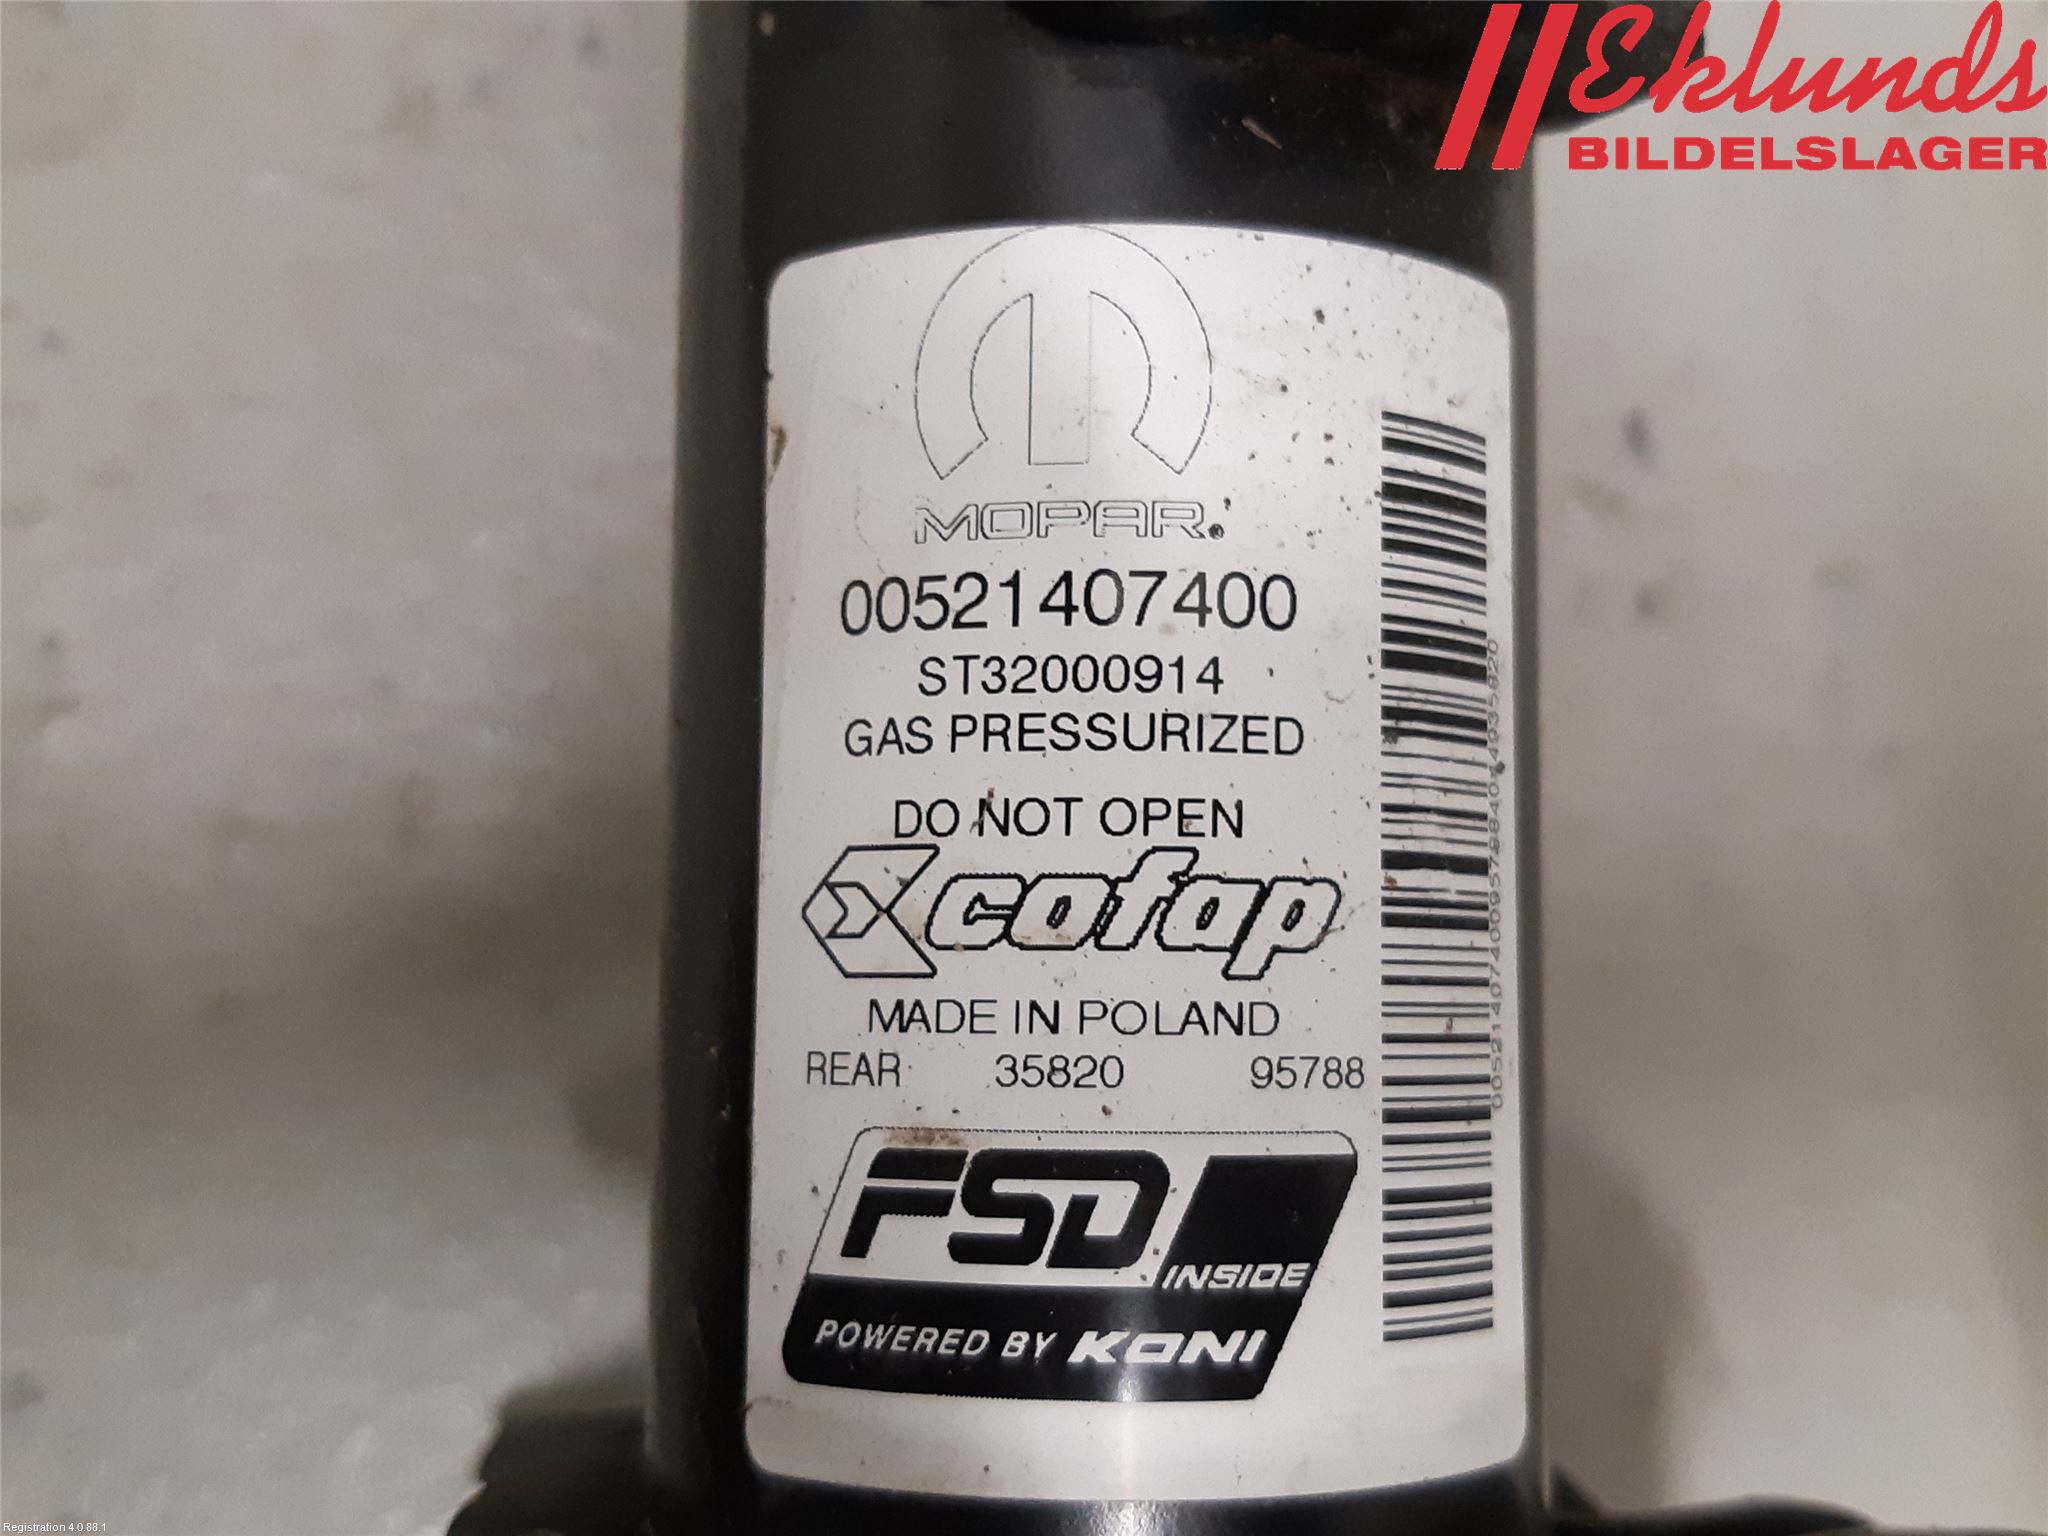 Eklunds
BILDELSLAGER
MOPAR.
00521407400
ST32000914
GAS PRESSURIZED
DO NOT OPEN
cofap
MADE IN POLAND
REAR 35820 95788
FSD
INSIDE
POWERED BY KONI
Registration 4.0.88.1